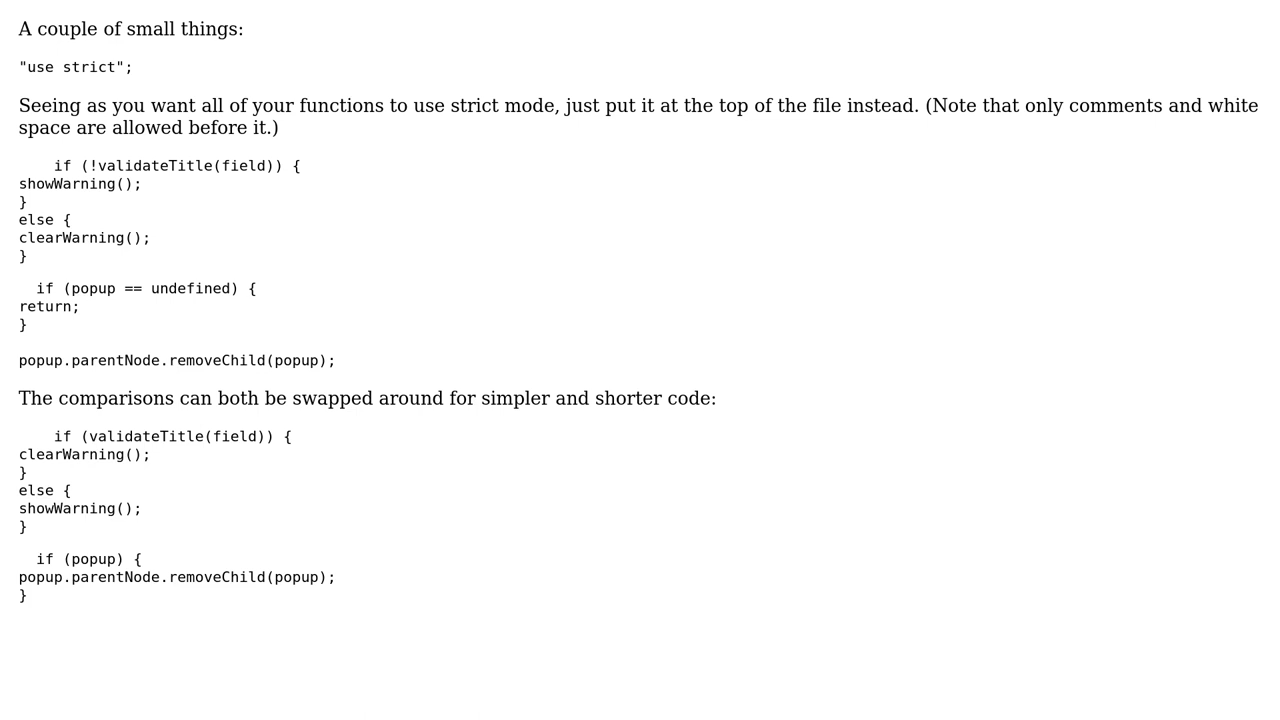 A couple of small things:
"use strict";
Seeing as you want all of your functions to use strict mode, just put it at the top of the file instead. (Note that only comments and white
space are allowed before it.)
    if (!validateTitle(field)) {
showWarning();
}
else {
clearWarning();
}
  if (popup == undefined) {
return;
}
popup.parentNode.removeChild(popup);
The comparisons can both be swapped around for simpler and shorter code:
    if (validateTitle(field)) {
clearWarning();
}
else {
showWarning();
}
  if (popup) {
popup.parentNode.removeChild(popup);
}